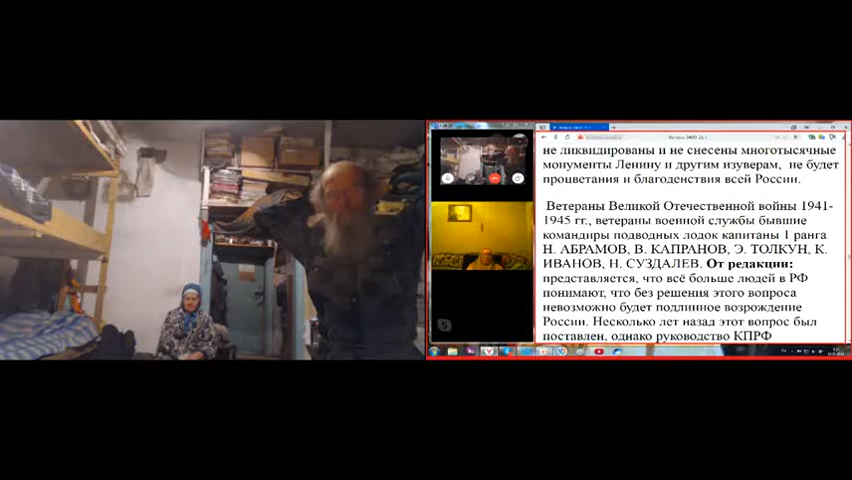 не ликвидированы и не снесены многотысячные
монументы Ленину и другим изуверам, не будет
процветания и благоденствия всей России.
Ветераны Великой Отечественной войны 1941-
1945 гг., ветераны военной службы бывшие
командиры подводных лодок капитаны 1 ранга
Н. АБРАМОВ, В. КАПРАНОВ, Э. ТОЛКУН, К.
ИВАНОВ, Н. СУЗДАЛЕВ. От редакции:
представляется, что всё больше людей в РФ
понимают, что без решения этого вопроса
невозможно будет подлинное возрождение
России. Несколько лет назад этот вопрос был
поставлен, однако руководство КПРФ